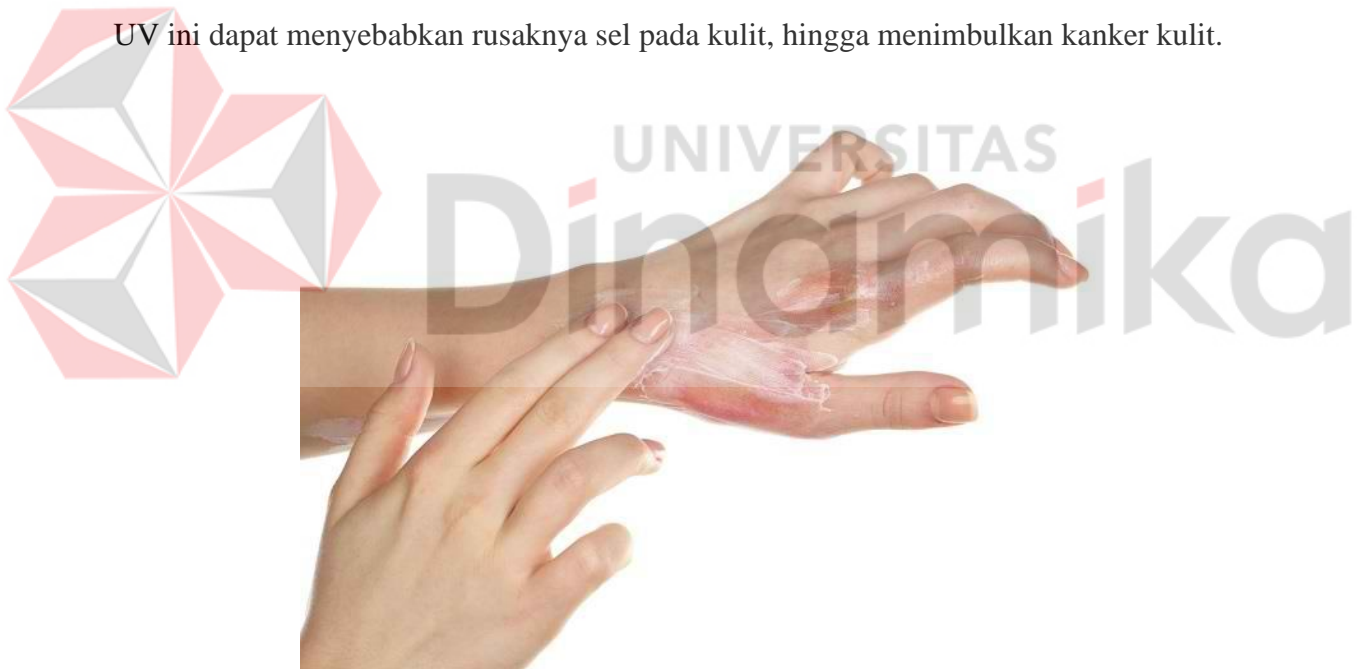 UV ini dapat menyebabkan rusaknya sel pada kulit, hingga menimbulkan kanker kulit.
UNIVERSITAS
Dinamika